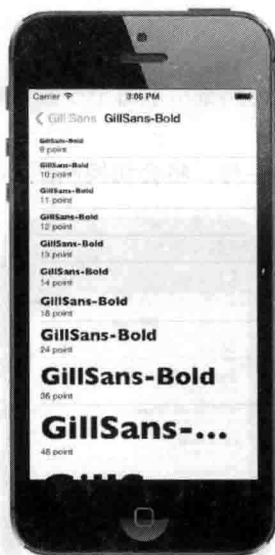 Carrier 3:06 PM
Gill Sans GillSans-Bold
GillSans-Bold
9 point
GillSans-Bold
10 point
GillSans-Bold
11 point
GillSans-Bold
12 point
GillSans-Bold
13 point
GillSans-Bold
14 point
GillSans-Bold
18 point
GillSans-Bold
24 point
GillSans-Bold
36 point
GillSans-...
48 point